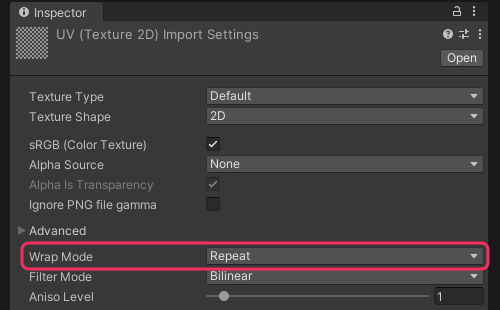 Inspector
UV (Texture 2D) Import Settings
Open
Texture Type Default
Texture Shape 2D
sRGB (Color Texture)
Alpha Source None
Alpha Is Transparency
Ignore PNG file gamma
Advanced
Wrap Mode Repeat
Filter Mode Bilinear
Aniso Level 1